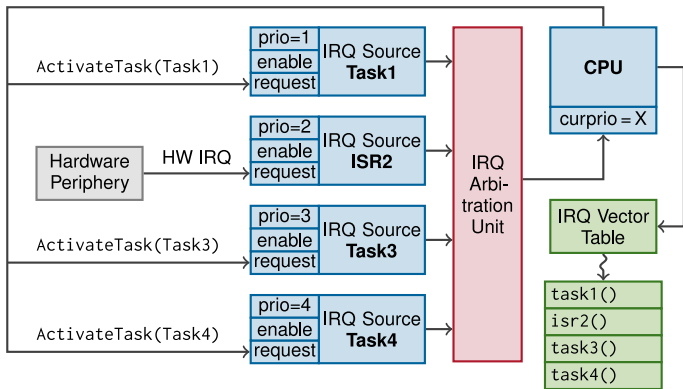 prio=1
enable
request
IRQ Source
Task1
ActivateTask(Task1)
CPU
curprio = X
prio=2
enable
request
IRQ Source
ISR2
Hardware
Periphery
HW IRQ
IRQ
Arbi-
tration
Unit
prio=3
enable
request
IRQ Source
Task3
ActivateTask(Task3)
IRQ Vector
Table
prio=4
enable
request
IRQ Source
Task4
ActivateTask(Task4)
task1()
isr2()
task3()
task4()